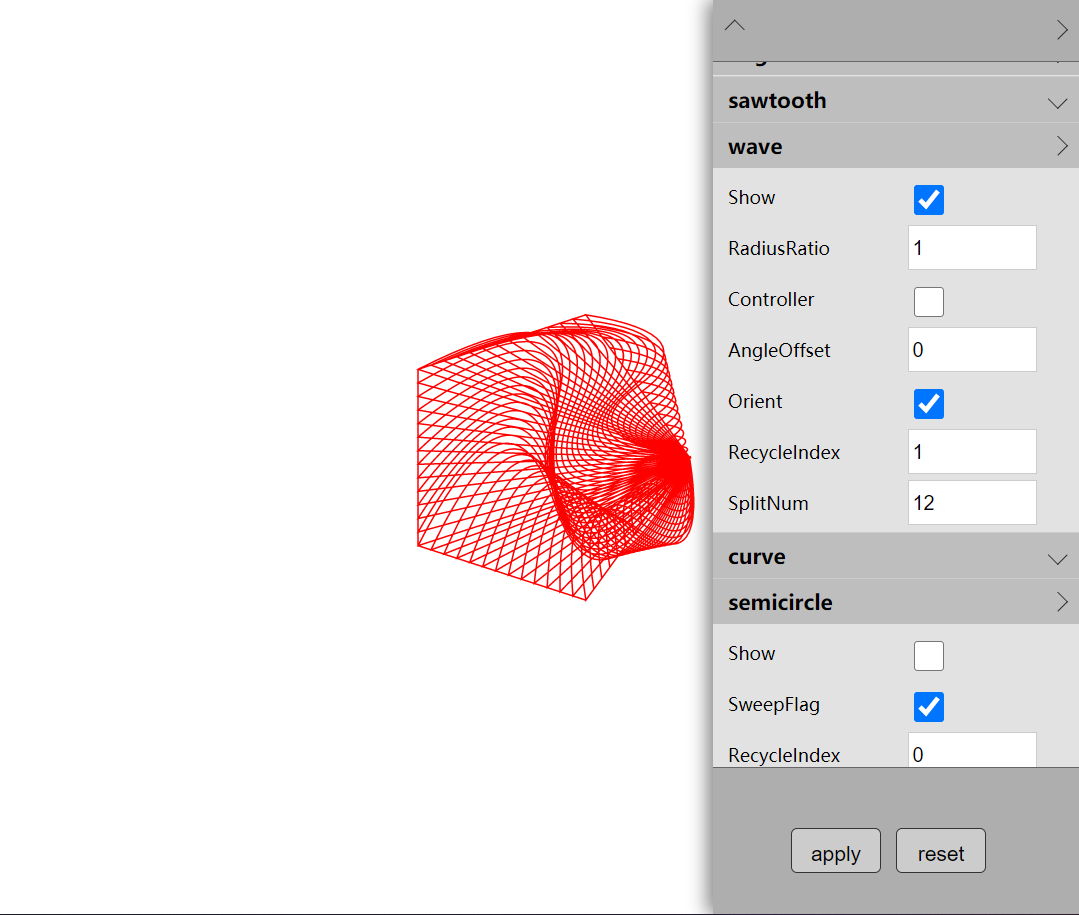 sawtooth
wave
Show
RadiusRatio 1
Controller
AngleOffset 0
Orient
RecycleIndex 1
SplitNum 12
curve
semicircle
Show
SweepFlag
RecycleIndex 0
apply reset